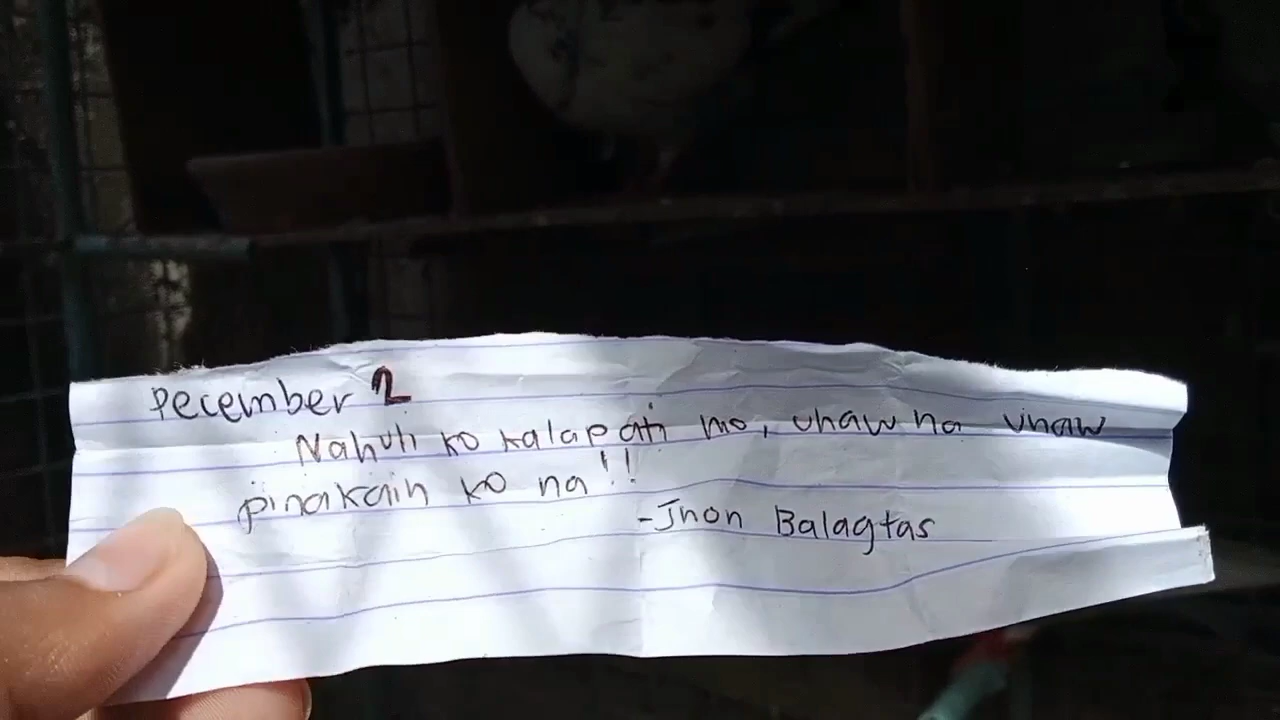 December 2
Nahuli ko kalapati mo, uhaw na uhaw
pinakain ko na!!
-Jhon Balagtas